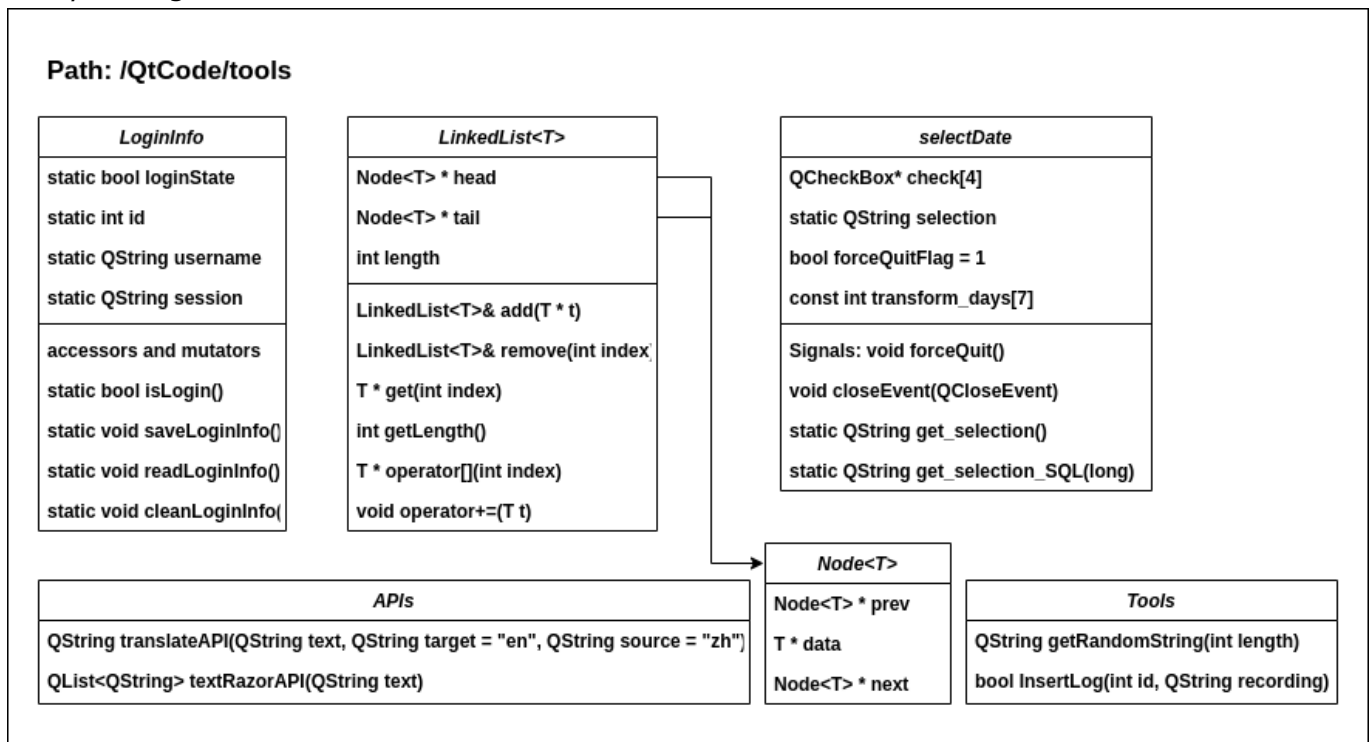 Path: /QtCode/tools
LoginInfo
static bool loginState
static int id
static QString username
static QString session
accessors and mutators
static bool isLogin()
static void saveLoginInfo()
static void readLoginInfo()
static void cleanLoginInfo(
LinkedList<T>
Node<T> * head
Node<T> * tail
int length
LinkedList<T>& add(T * t)
LinkedList<T>& remove(int index)
T * get(int index)
int getLength()
T * operator[](int index)
void operator+=(T t)
selectDate
QCheckBox* check[4]
static QString selection
bool forceQuitFlag = 1
const int transform_days[7]
Signals: void forceQuit()
void closeEvent(QCloseEvent)
static QString get_selection()
static QString get_selection_SQL(long)
APIs
QString translateAPI(QString text, QString target = "en", QString source = "zh")
QList<QString> textRazorAPI(QString text)
Node<T>
Node<T> * prev
T * data
Node<T> * next
Tools
QString getRandomString(int length)
bool InsertLog(int id, QString recording)